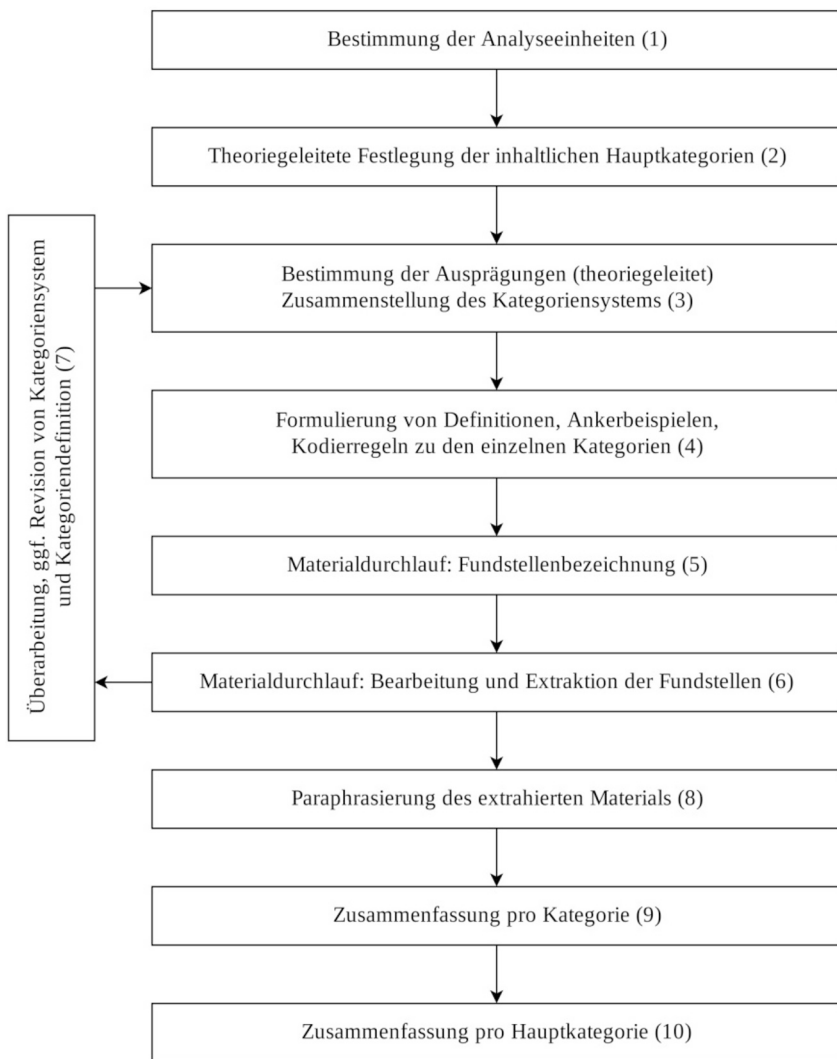 Bestimmung der Analyseeinheiten (1)
Theoriegeleitete Festlegung der inhaltlichen Hauptkategorien (2)
Bestimmung der Ausprägungen (theoriegeleitet)
Zusammenstellung des Kategoriensystems (3)
Formulierung von Definitionen, Ankerbeispielen,
Kodierregeln zu den einzelnen Kategorien (4)
Materialdurchlauf: Fundstellenbezeichnung (5)
Materialdurchlauf: Bearbeitung und Extraktion der Fundstellen (6)
Überarbeitung, ggf. Revision von Kategoriensystem
und Kategoriendefinition (7)
Paraphrasierung des extrahierten Materials (8)
Zusammenfassung pro Kategorie (9)
Zusammenfassung pro Hauptkategorie (10)